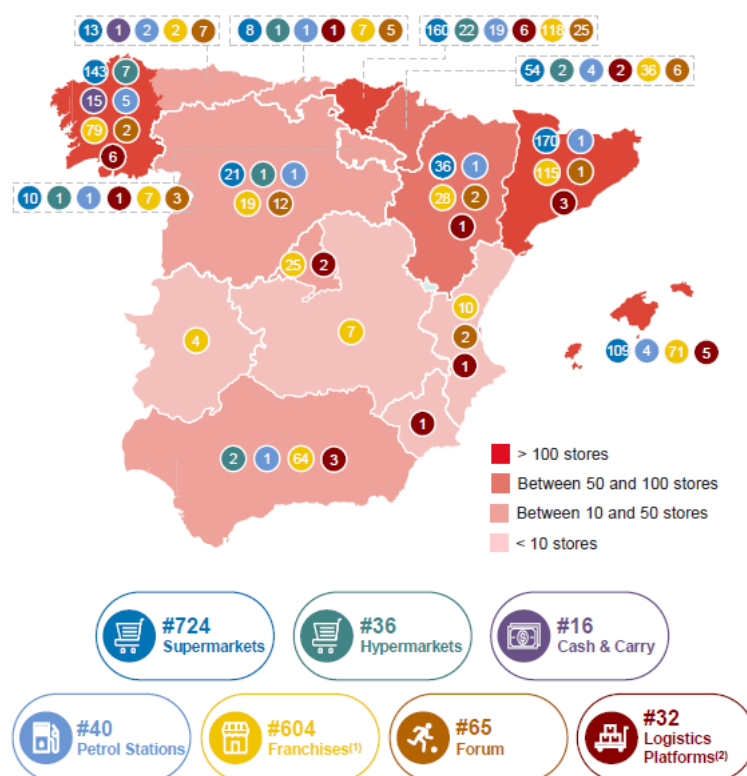 13 1 2 2 7
8 1 1 1 7 5
160 22 19 6 118 25
54 2 4 2 36 6
143 7
15 5
79 2
6
170 1
115 1
3
36 1
28 2
1
21 1 1
19 12
10 1 1 1 7 3
25 2
10
2
1
7
4
109 4 71 5
1
2 1 64 3
> 100 stores
Between 50 and 100 stores
Between 10 and 50 stores
< 10 stores
#724
Supermarkets
#36
Hypermarkets
#16
Cash & Carry
#40
Petrol Stations
#604
Franchises(1)
#65
Forum
#32
Logistics
Platforms(2)